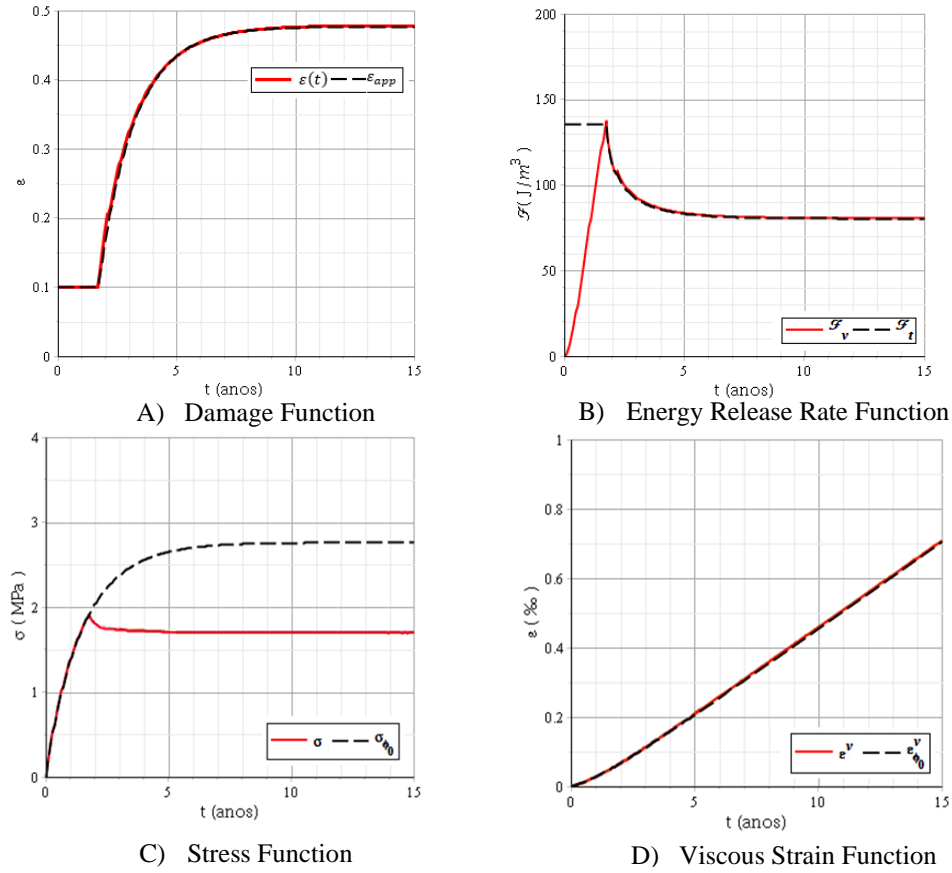 0.5
0.4
0.3
0.2
0.1
0
ε
ε(t) ε_app
0 5 10 15
t (anos)
A) Damage Function
200
150
100
50
0
ℱ( J/m³ )
ℱ_v ℱ_t
0 5 10 15
t (anos)
B) Energy Release Rate Function
4
3
2
1
0
σ ( MPa )
σ σ_ϕ₀
0 5 10 15
t (anos)
C) Stress Function
1
0.8
0.6
0.4
0.2
0
ε ( ‰ )
ε^v ε^v_ϕ₀
0 5 10 15
t (anos)
D) Viscous Strain Function